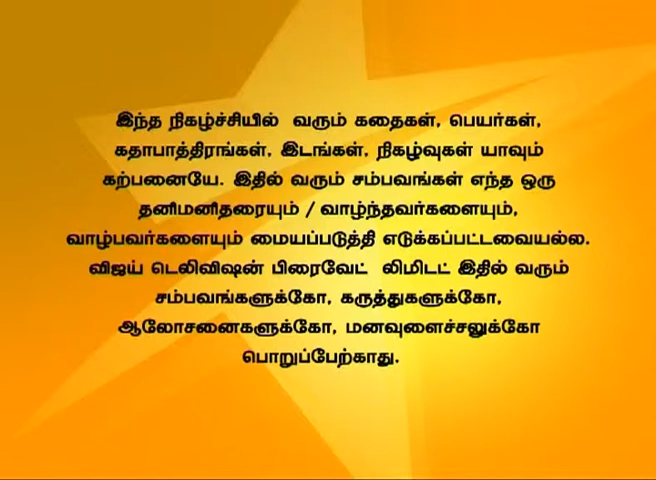 இந்த நிகழ்ச்சியில் வரும் கதைகள், பெயர்கள்,
கதாபாத்திரங்கள், இடங்கள், நிகழ்வுகள் யாவும்
கற்பனையே. இதில் வரும் சம்பவங்கள் எந்த ஒரு
தனிமனிதரையும் / வாழ்ந்தவர்களையும்,
வாழ்பவர்களையும் மையப்படுத்தி எடுக்கப்பட்டவையல்ல.
விஜய் டெலிவிஷன் பிரைவேட் லிமிடட் இதில் வரும்
சம்பவங்களுக்கோ, கருத்துகளுக்கோ,
ஆலோசனைகளுக்கோ, மனவுளைச்சலுக்கோ
பொறுப்பேற்காது.